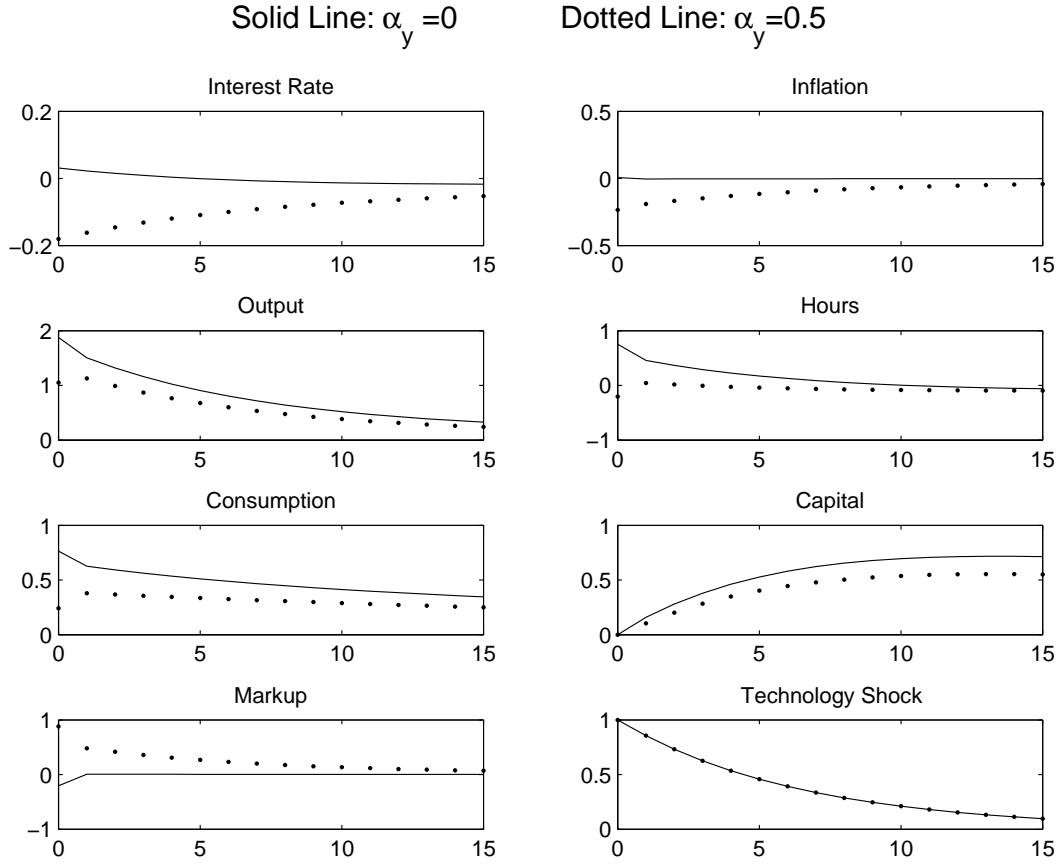 Solid Line: α_y =0 Dotted Line: α_y=0.5
Interest Rate
0.2
0
−0.2
0 5 10 15
Inflation
0.5
0
−0.5
0 5 10 15
Output
2
1
0
0 5 10 15
Hours
1
0
−1
0 5 10 15
Consumption
1
0.5
0
0 5 10 15
Capital
1
0.5
0
0 5 10 15
Markup
1
0
−1
0 5 10 15
Technology Shock
1
0.5
0
0 5 10 15